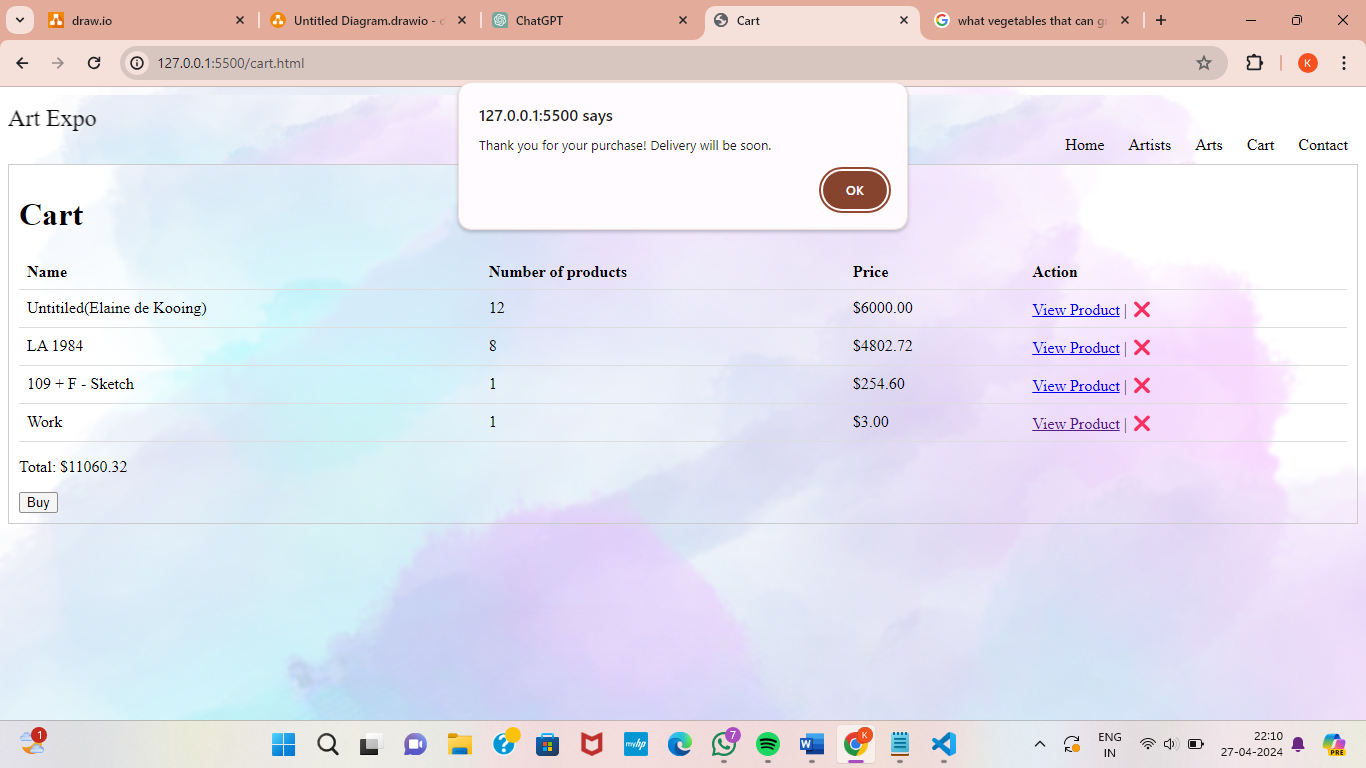 draw.io
Untitled Diagram.drawio - 
ChatGPT
Cart
what vegetables that can
127.0.0.1:5500/cart.html
K
Art Expo
127.0.0.1:5500 says
Thank you for your purchase! Delivery will be soon.
OK
Home Artists Arts Cart Contact
Cart
Name Number of products Price Action
Untitiled(Elaine de Kooing) 12 $6000.00 View Product | ❌
LA 1984 8 $4802.72 View Product | ❌
109 + F - Sketch 1 $254.60 View Product | ❌
Work 1 $3.00 View Product | ❌
Total: $11060.32
Buy
1
myhp
7
K
ENG
IN
22:10
27-04-2024
PRE